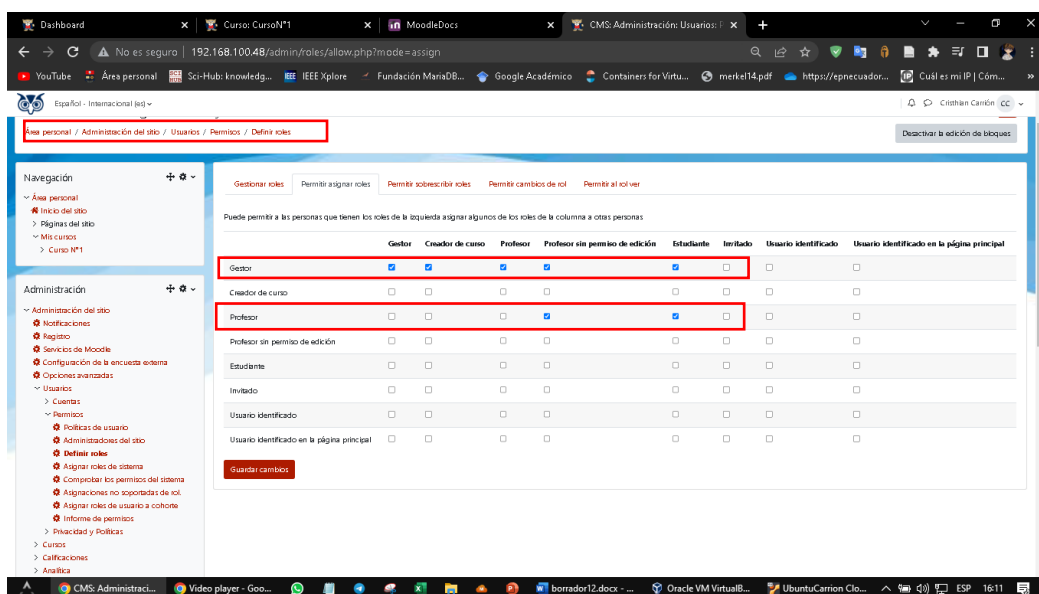 Dashboard
Curso: CursoN°1
MoodleDocs
CMS: Administración: Usuarios: P
No es seguro | 192.168.100.48/admin/roles/allow.php?mode=assign
YouTube
Área personal
Sci-Hub: knowledg...
IEEE Xplore
Fundación MariaDB...
Google Académico
Containers for Virtu...
merkel14.pdf
https://epnecuador...
Cuál es mi IP | Cóm...
Español - Internacional (es)
Cristhian Carrión CC
Área personal / Administración del sitio / Usuarios / Permisos / Definir roles
Desactivar la edición de bloques
Navegación
Área personal
Inicio del sitio
Páginas del sitio
Mis cursos
Curso N°1
Administración
Administración del sitio
Notificaciones
Registro
Servicios de Moodle
Configuración de la encuesta externa
Opciones avanzadas
Usuarios
Cuentas
Permisos
Políticas de usuario
Administradores del sitio
Definir roles
Asignar roles de sistema
Comprobar los permisos del sistema
Asignaciones no soportadas de rol.
Asignar roles de usuario a cohorte
Informe de permisos
Privacidad y Políticas
Cursos
Calificaciones
Analítica
Gestionar roles
Permitir asignar roles
Permitir sobrescribir roles
Permitir cambios de rol
Permitir al rol ver
Puede permitir a las personas que tienen los roles de la izquierda asignar algunos de los roles de la columna a otras personas
Gestor Creador de curso Profesor Profesor sin permiso de edición Estudiante Invitado Usuario identificado Usuario identificado en la página principal
Gestor
Creador de curso
Profesor
Profesor sin permiso de edición
Estudiante
Invitado
Usuario identificado
Usuario identificado en la página principal
Guardar cambios
CMS: Administraci...
Video player - Goo...
borrador12.docx - ...
Oracle VM VirtualB...
UbuntuCarrion Clo...
ESP
16:11